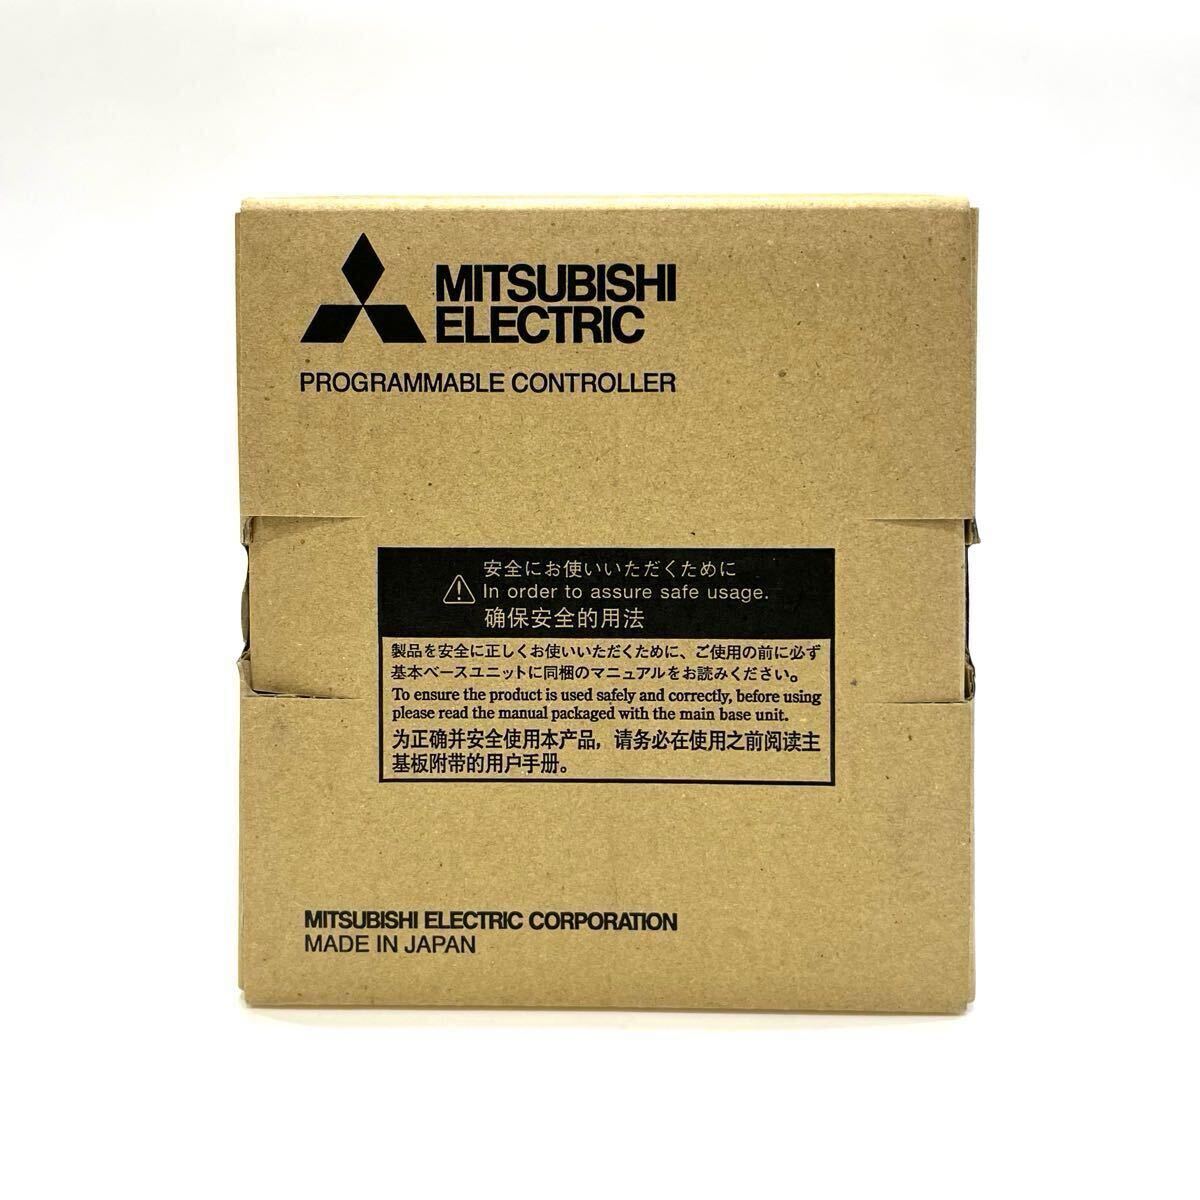 MITSUBISHI
ELECTRIC
PROGRAMMABLE CONTROLLER
安全にお使いいただくために
In order to assure safe usage.
确保安全的用法
製品を安全に正しくお使いいただくために、ご使用の前に必ず
基本ベースユニットに同梱のマニュアルをお読みください。
To ensure the product is used safely and correctly, before using
please read the manual packaged with the main base unit.
为正确并安全使用本产品，请务必在使用之前阅读主
基板附带的用户手册。
MITSUBISHI ELECTRIC CORPORATION
MADE IN JAPAN